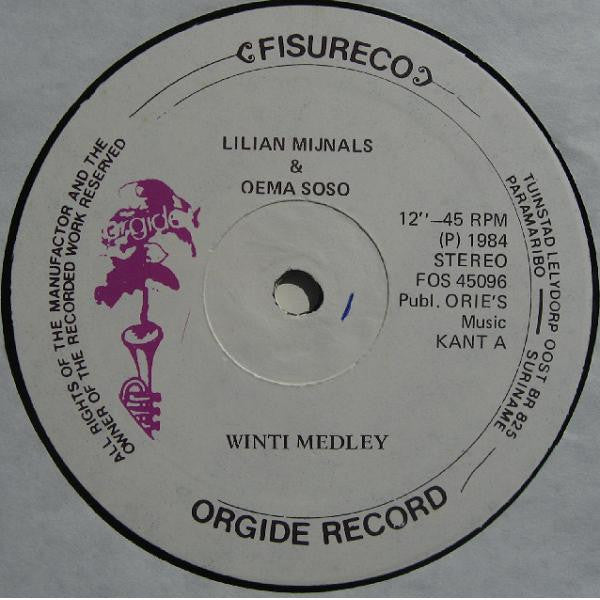 FISURECO
LILIAN MIJNALS
&
OEMA SOSO
12"—45 RPM
(P) 1984
STEREO
FOS 45096
Publ. ORIE'S
Music
KANT A
ALL RIGHTS OF THE MANUFACTOR AND THE
OWNER OF THE RECORDED WORK RESERVED
orgide
TUINSTAD LELYDORP OOST BR 825
PARAMARIBO — SURINAME
WINTI MEDLEY
ORGIDE RECORD